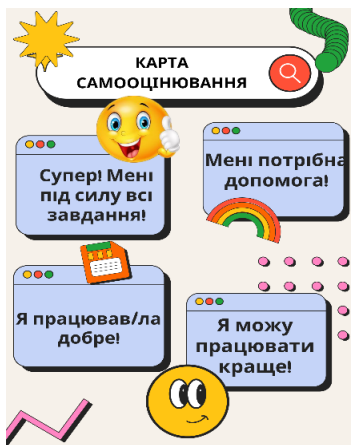 КАРТА
САМООЦІНЮВАННЯ
Супер! Мені
під силу всі
завдання!
Мені потрібна
допомога!
Я працював/ла
добре!
Я можу
працювати
краще!